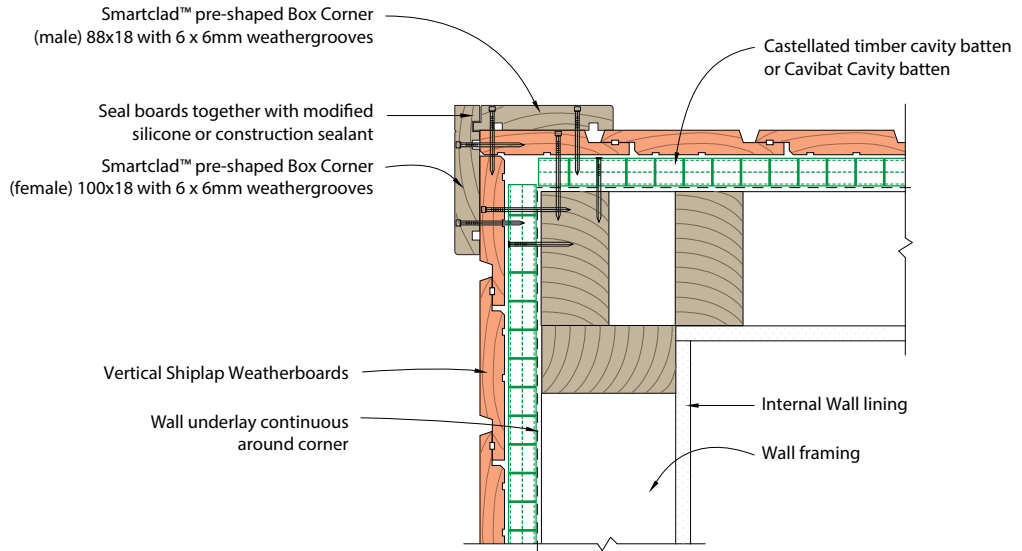 Smartclad™ pre-shaped Box Corner
(male) 88x18 with 6 x 6mm weathergrooves
Castellated timber cavity batten
or Cavibat Cavity batten
Seal boards together with modified
silicone or construction sealant
Smartclad™ pre-shaped Box Corner
(female) 100x18 with 6 x 6mm weathergrooves
Vertical Shiplap Weatherboards
Internal Wall lining
Wall underlay continuous
around corner
Wall framing